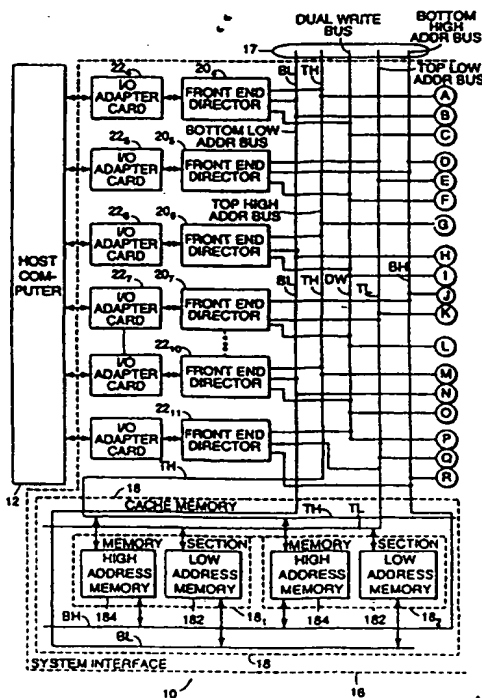 BOTTOM
HIGH
ADDR BUS
DUAL WRITE
BUS
17
BL
TH
TOP LOW
ADDR BUS
22₄
I/O
ADAPTER
CARD
20₄
FRONT END
DIRECTOR
A
B
C
BOTTOM LOW
ADDR BUS
22₅
I/O
ADAPTER
CARD
20₅
FRONT END
DIRECTOR
D
E
F
TOP HIGH
ADDR BUS
G
22₆
I/O
ADAPTER
CARD
20₆
FRONT END
DIRECTOR
H
I
HOST
COM-
PUTER
22₇
I/O
ADAPTER
CARD
20₇
FRONT END
DIRECTOR
BL
TH
DW
TL
BH
J
K
L
I/O
ADAPTER
CARD
22₁₀
FRONT END
DIRECTOR
M
N
O
I/O
ADAPTER
CARD
22₁₁
FRONT END
DIRECTOR
P
Q
R
12
TH
18
CACHE MEMORY
TH
TL
MEMORY
SECTION
HIGH
ADDRESS
MEMORY
LOW
ADDRESS
MEMORY
MEMORY
SECTION
HIGH
ADDRESS
MEMORY
LOW
ADDRESS
MEMORY
184
182
18₁
184
182
18₂
BH
BL
SYSTEM INTERFACE
18
10
16